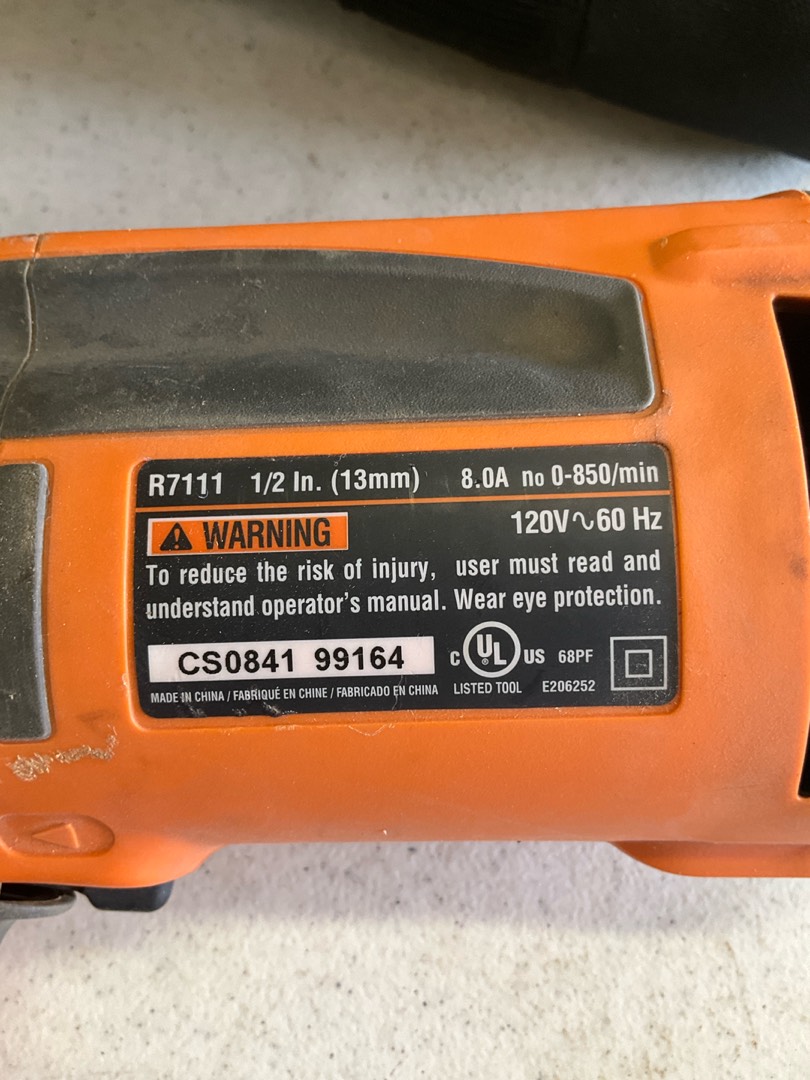 R7111 1/2 In. (13mm) 8.0A no 0-850/min
WARNING 120V∿60 Hz
To reduce the risk of injury, user must read and
understand operator's manual. Wear eye protection.
CS0841 99164 c UL US 68PF
MADE IN CHINA / FABRIQUÉ EN CHINE / FABRICADO EN CHINA LISTED TOOL E206252